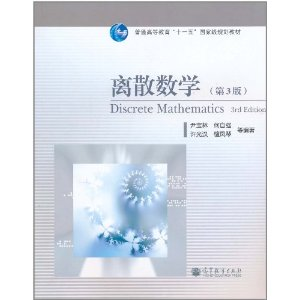 普通高等教育“十一五”国家级规划教材
离散数学（第3版）
Discrete Mathematics 3rd Edition
尹宝林 何自强
许光汉 檀凤琴 等编著
高等教育出版社